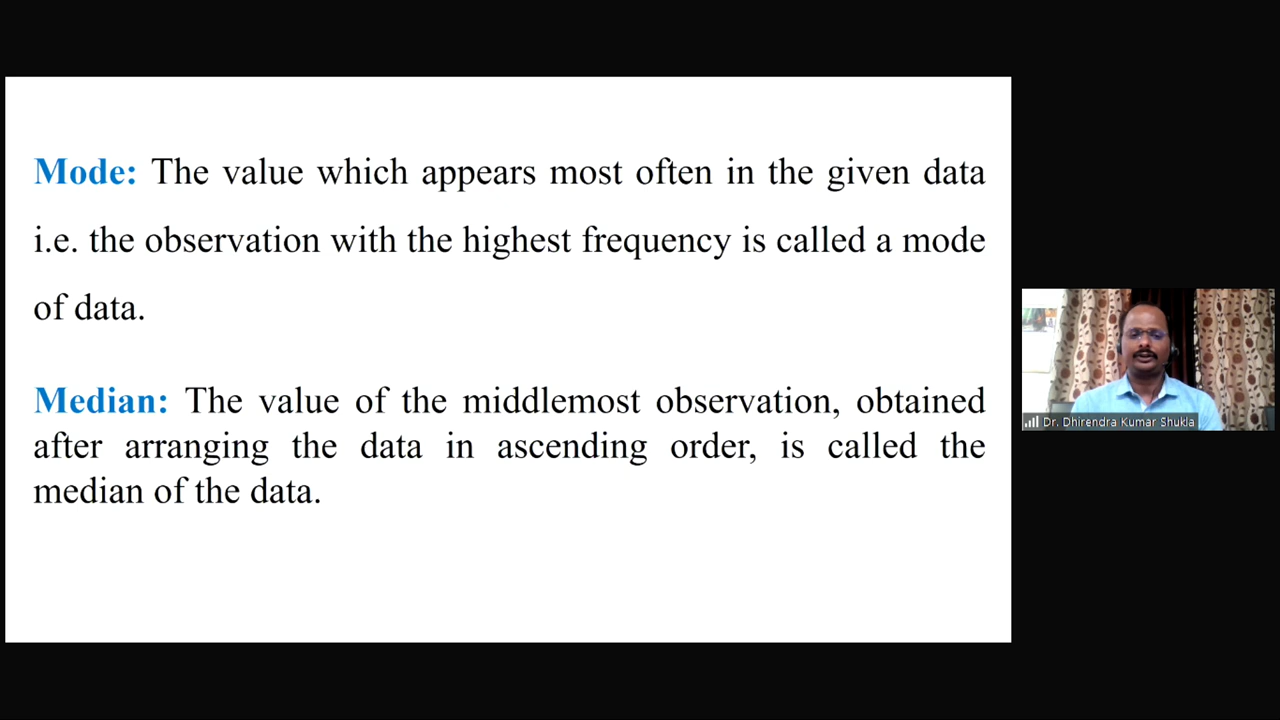 Mode: The value which appears most often in the given data
i.e. the observation with the highest frequency is called a mode
of data.
Median: The value of the middlemost observation, obtained
after arranging the data in ascending order, is called the
median of the data.
Dr. Dhirendra Kumar Shukla